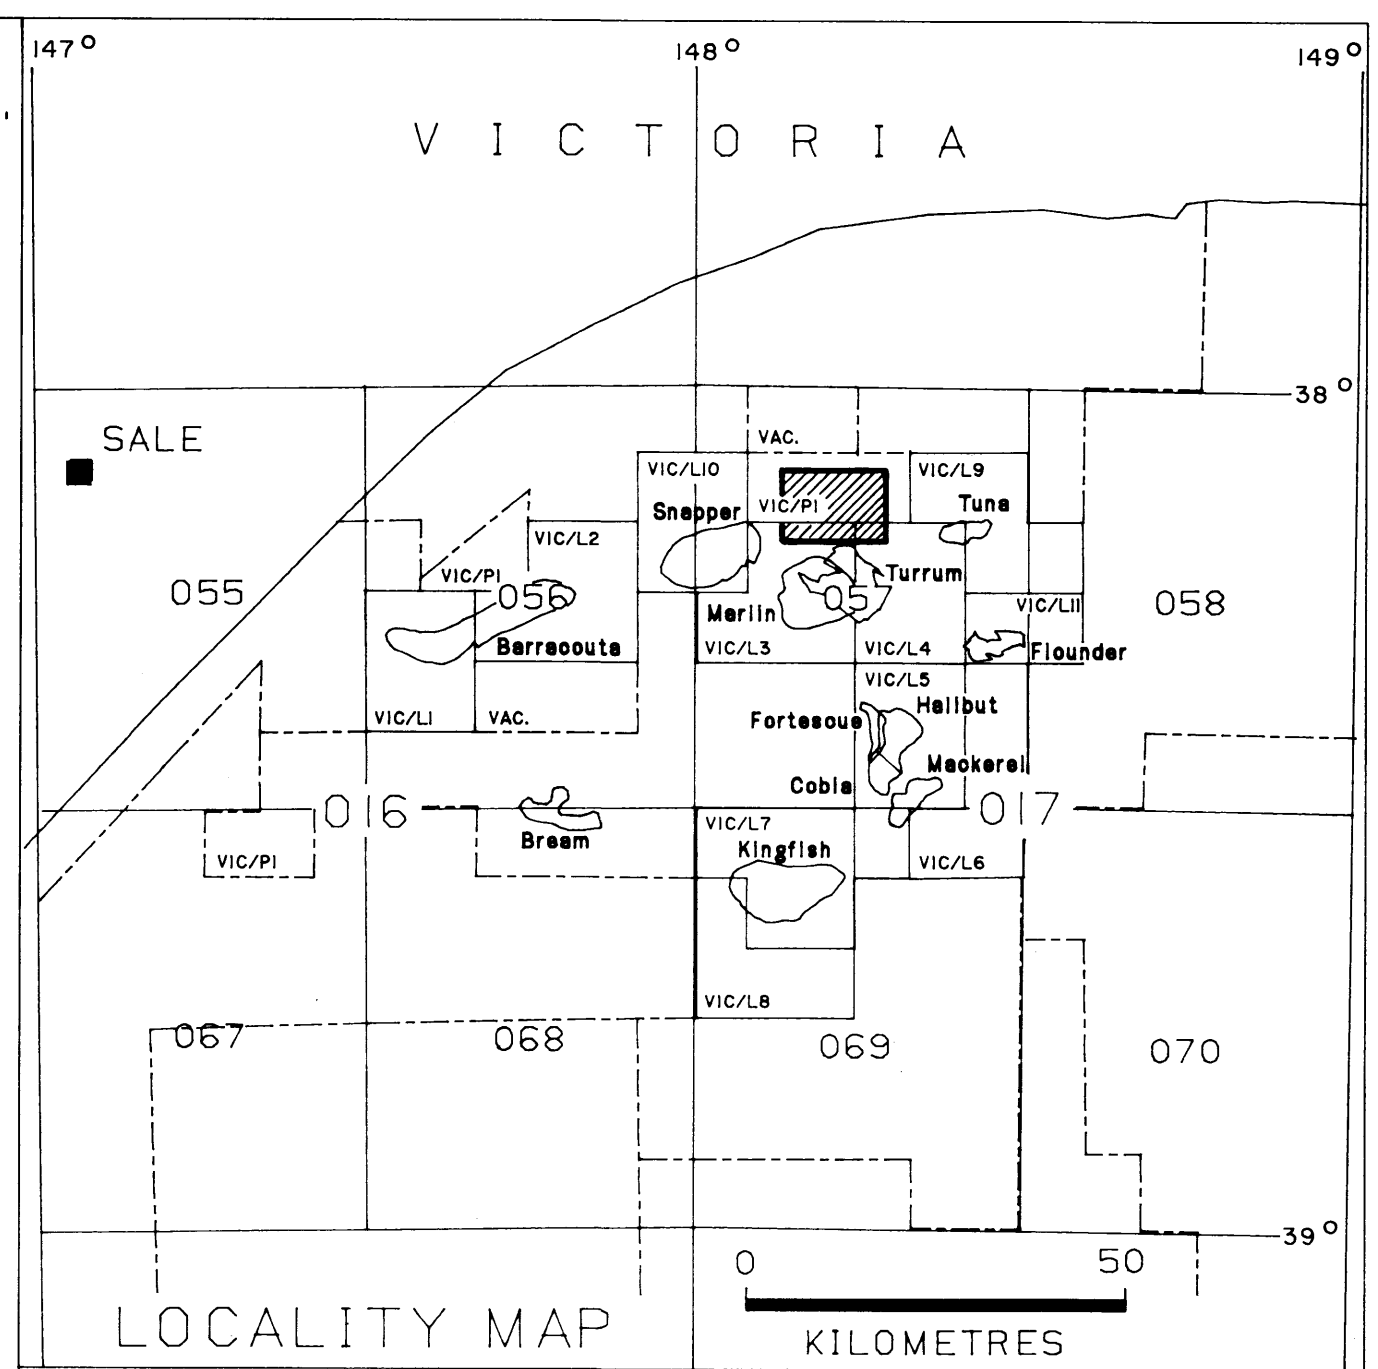 147° 148° 149°
VICTORIA
38°
SALE
VAC.
VIC/L10 VIC/L9
VIC/P1 Tuna
Snapper
VIC/L2
VIC/P1 Turrum
055 056 05 058
Marlin VIC/L11
Barracouta VIC/L3 VIC/L4 Flounder
VIC/L5
Halibut
VIC/L1 VAC. Fortescue
Mackerel
Cobia
016 017
VIC/L7
Bream Kingfish
VIC/P1 VIC/L6
VIC/L8
067 068 069 070
39°
0 50
LOCALITY MAP
KILOMETRES